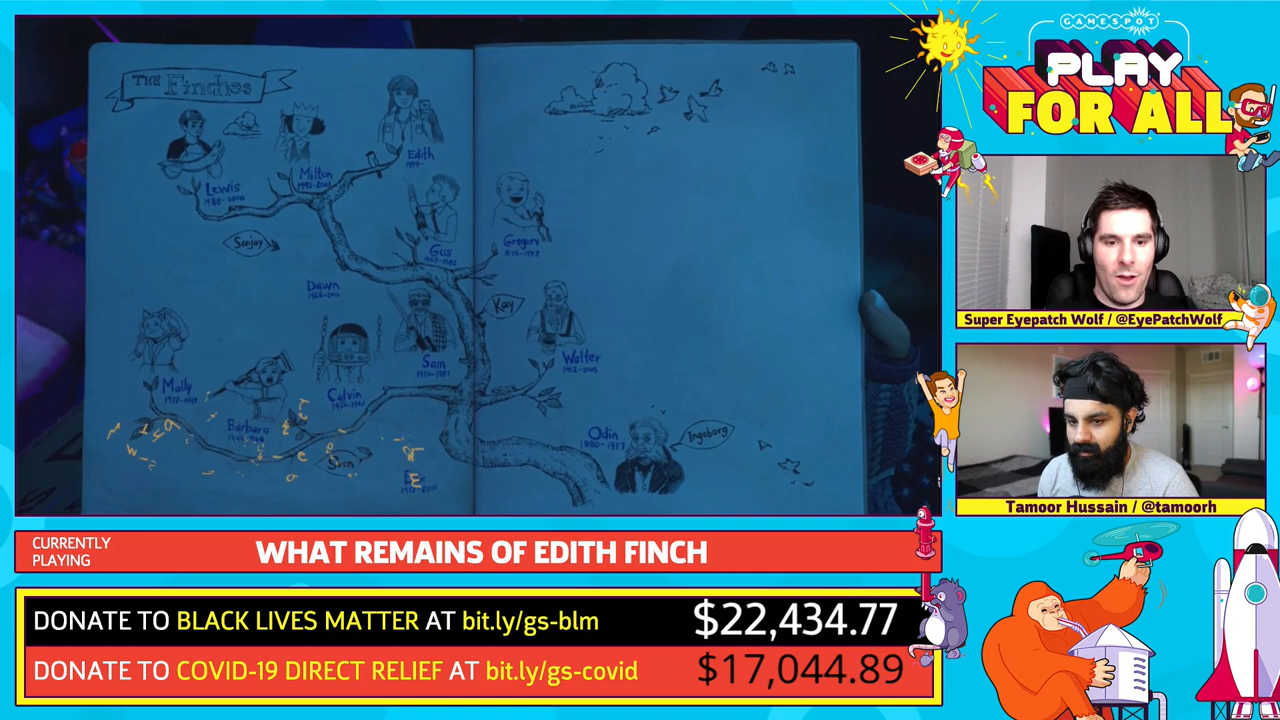 THE Finches
Edith
Milton
Lewis
Sanjay
Gus
Gregory
Dawn
Kay
Sam
Walter
Molly
Calvin
Barbara
Sven
Odin
Ingeborg
GAMESPOT
PLAY
FOR ALL
Super Eyepatch Wolf / @EyePatchWolf
Tamoor Hussain / @tamoorh
CURRENTLY
PLAYING
WHAT REMAINS OF EDITH FINCH
DONATE TO BLACK LIVES MATTER AT bit.ly/gs-blm $22,434.77
DONATE TO COVID-19 DIRECT RELIEF AT bit.ly/gs-covid $17,044.89